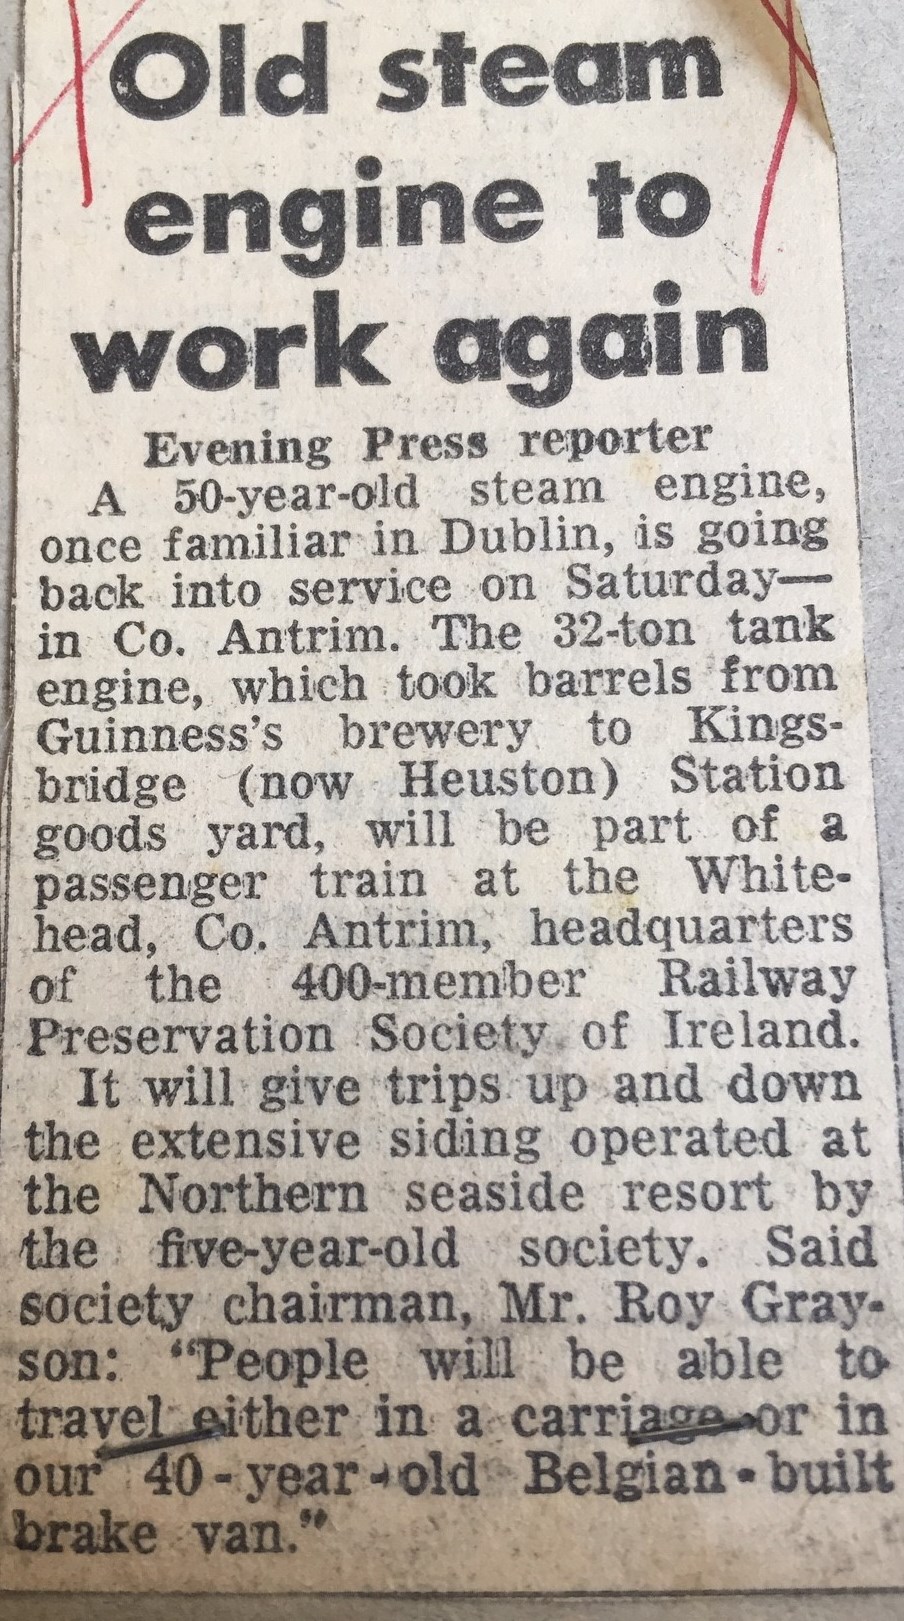 Old steam
engine to
work again
Evening Press reporter
A 50-year-old steam engine,
once familiar in Dublin, is going
back into service on Saturday—
in Co. Antrim. The 32-ton tank
engine, which took barrels from
Guinness's brewery to Kings-
bridge (now Heuston) Station
goods yard, will be part of a
passenger train at the White-
head, Co. Antrim, headquarters
of the 400-member Railway
Preservation Society of Ireland.
It will give trips up and down
the extensive siding operated at
the Northern seaside resort by
the five-year-old society. Said
society chairman, Mr. Roy Gray-
son: “People will be able to
travel either in a carriage or in
our 40-year-old Belgian-built
brake van.”